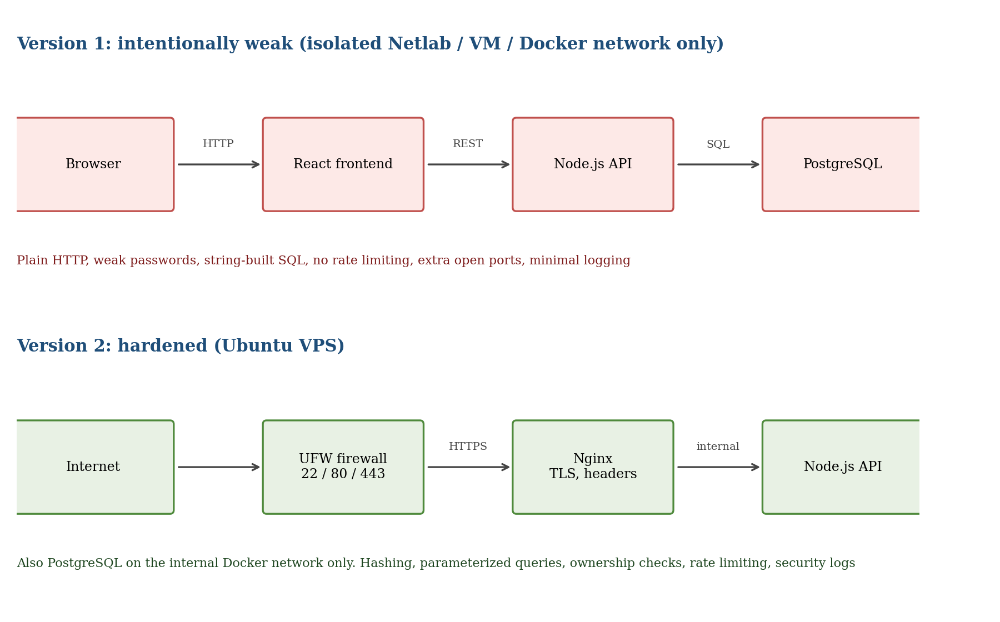 Version 1: intentionally weak (isolated Netlab / VM / Docker network only)
HTTP
REST
SQL
Browser
React frontend
Node.js API
PostgreSQL
Plain HTTP, weak passwords, string-built SQL, no rate limiting, extra open ports, minimal logging
Version 2: hardened (Ubuntu VPS)
HTTPS
internal
Internet
UFW firewall
22 / 80 / 443
Nginx
TLS, headers
Node.js API
Also PostgreSQL on the internal Docker network only. Hashing, parameterized queries, ownership checks, rate limiting, security logs